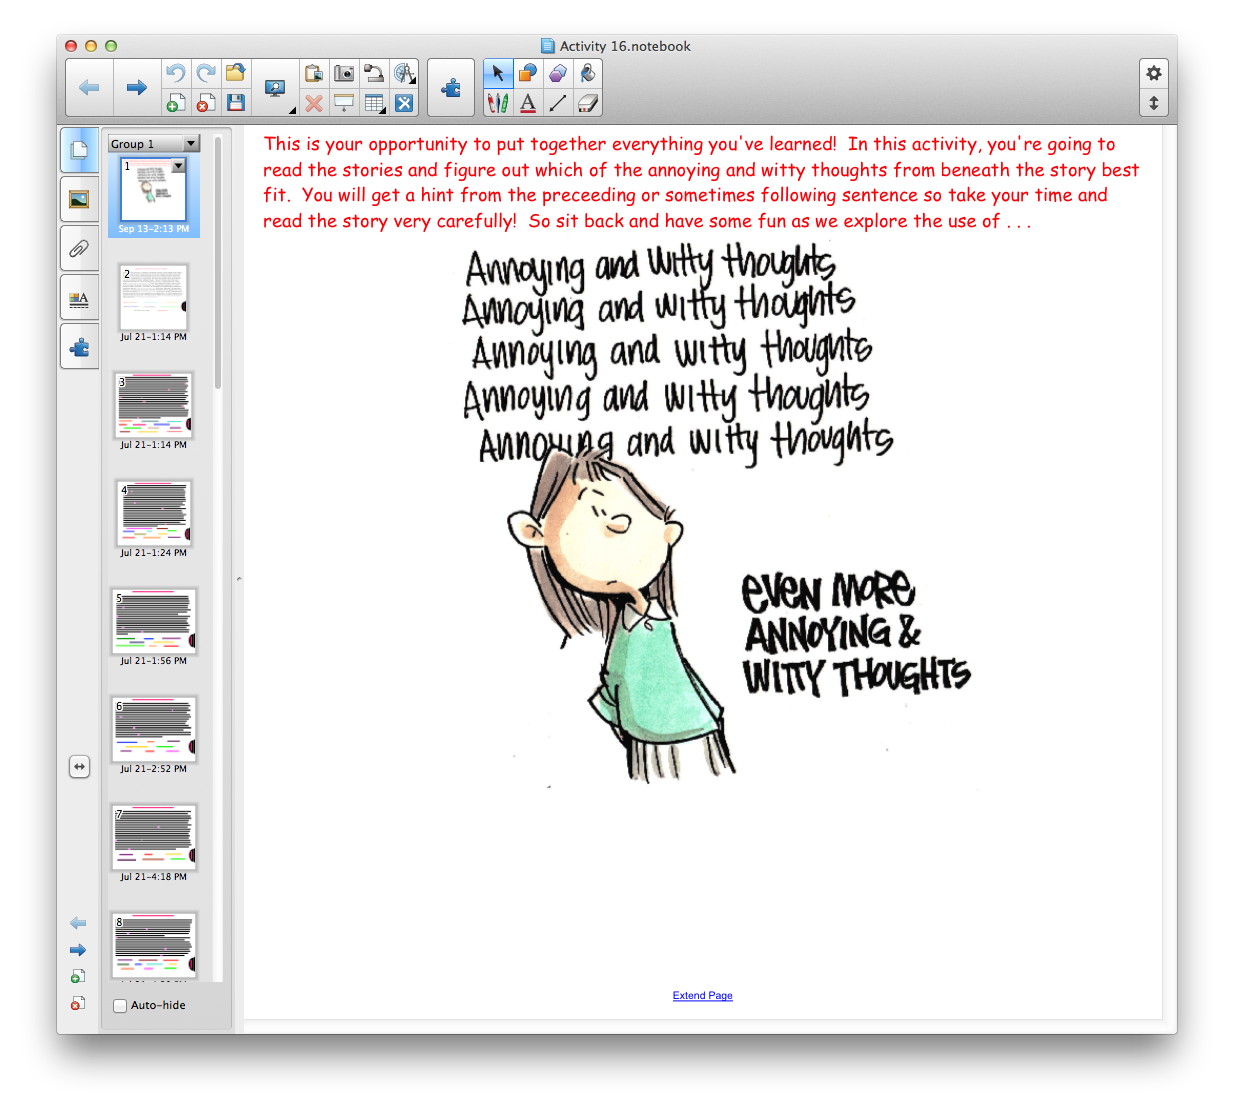 Activity 16.notebook
Group 1
1
Sep 13-2:13 PM
2
Jul 21-1:14 PM
3
Jul 21-1:14 PM
4
Jul 21-1:24 PM
5
Jul 21-1:56 PM
6
Jul 21-2:52 PM
7
Jul 21-4:18 PM
8
Auto-hide
This is your opportunity to put together everything you've learned!  In this activity, you're going to
read the stories and figure out which of the annoying and witty thoughts from beneath the story best
fit.  You will get a hint from the preceeding or sometimes following sentence so take your time and
read the story very carefully!  So sit back and have some fun as we explore the use of . . .
Annoying and witty thoughts
Annoying and witty thoughts
Annoying and witty thoughts
Annoying and witty thoughts
Annoying and witty thoughts
EVEN MORE
ANNOYING &
WITTY THOUGHTS
Extend Page